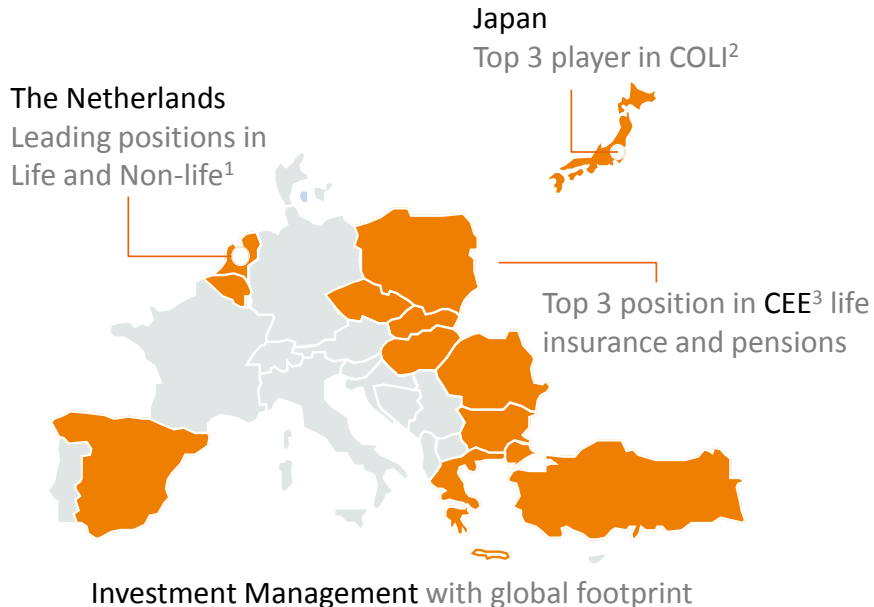 Japan
Top 3 player in COLI²
The Netherlands
Leading positions in
Life and Non-life¹
Top 3 position in CEE³ life
insurance and pensions
Investment Management with global footprint